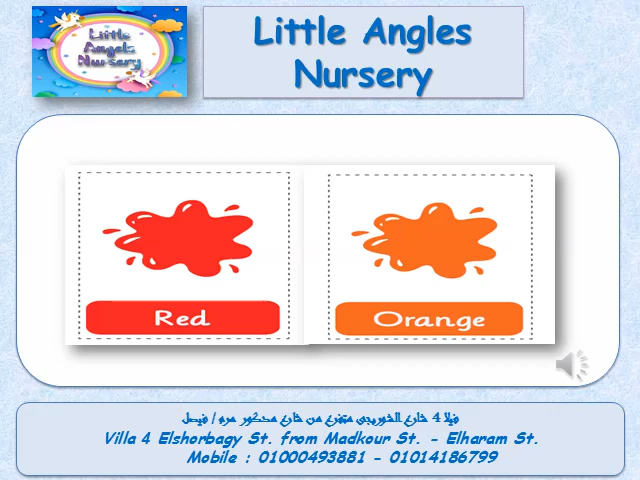 Little
Angels
Nursery
Little Angles
Nursery
Red
Orange
فيلا 4 شارع الشوربجى متفرع من شارع مدكور هرم / فيصل
Villa 4 Elshorbagy St. from Madkour St. - Elharam St.
Mobile : 01000493881 - 01014186799